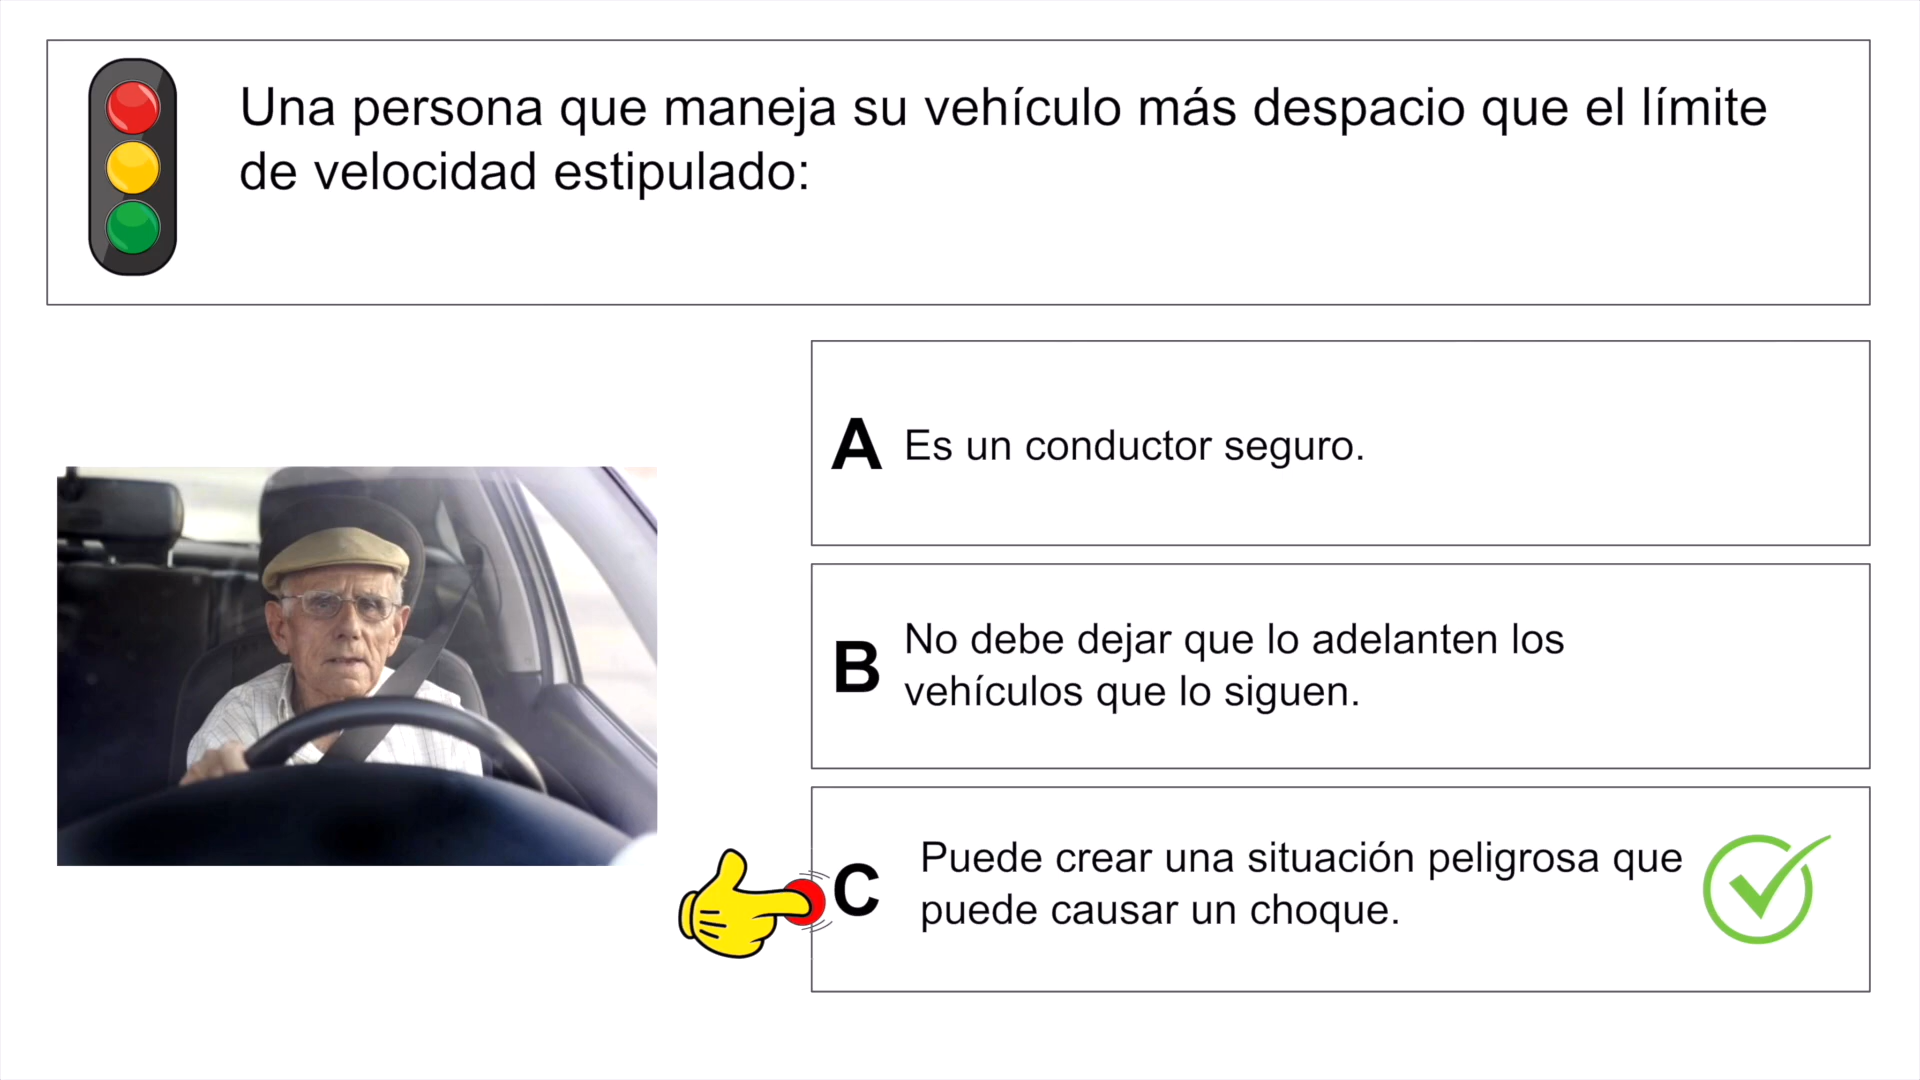 Una persona que maneja su vehículo más despacio que el límite
de velocidad estipulado:
A Es un conductor seguro.
B No debe dejar que lo adelanten los
vehículos que lo siguen.
C Puede crear una situación peligrosa que
puede causar un choque.